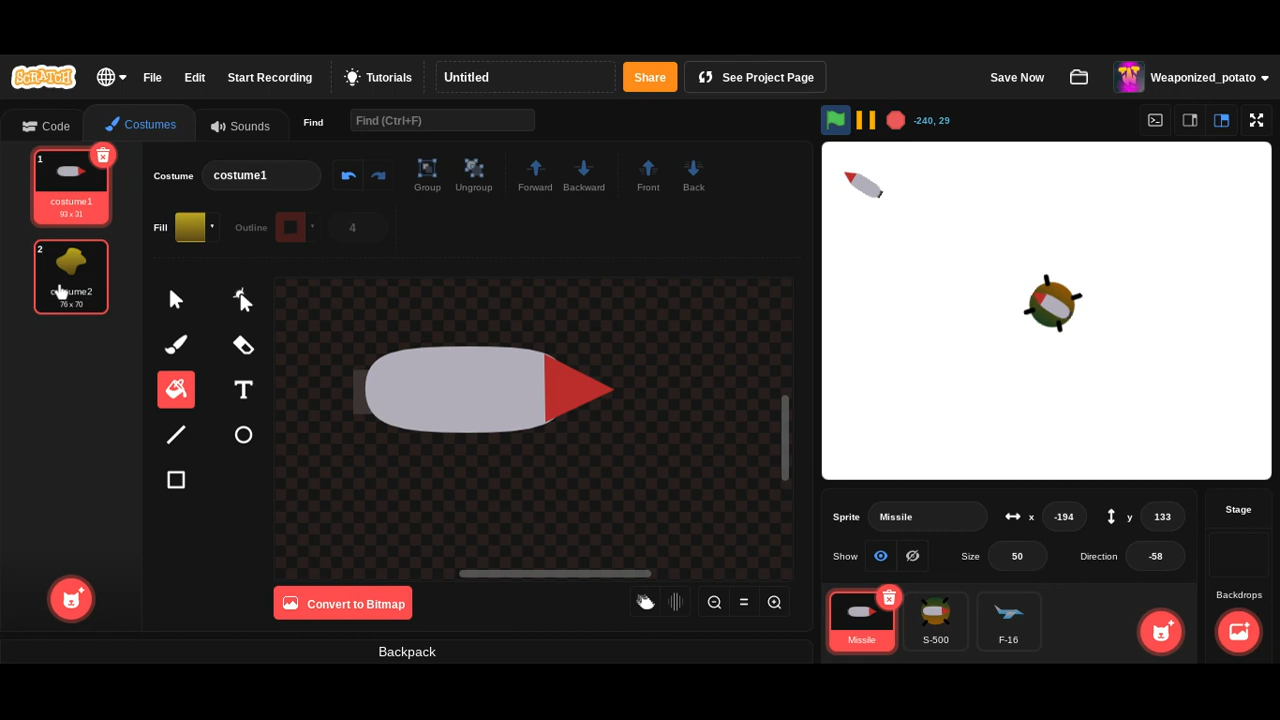 SCRATCH File Edit Start Recording Tutorials Untitled Share See Project Page Save Now Weaponized_potato
Code Costumes Sounds Find Find (Ctrl+F) -240, 29
1
costume1
93 x 31
2
costume2
76 x 70
Costume costume1 Group Ungroup Forward Backward Front Back
Fill Outline 4
T
Convert to Bitmap
Backpack
Sprite Missile x -194 y 133
Show Size 50 Direction -58
Missile S-500 F-16
Stage
Backdrops